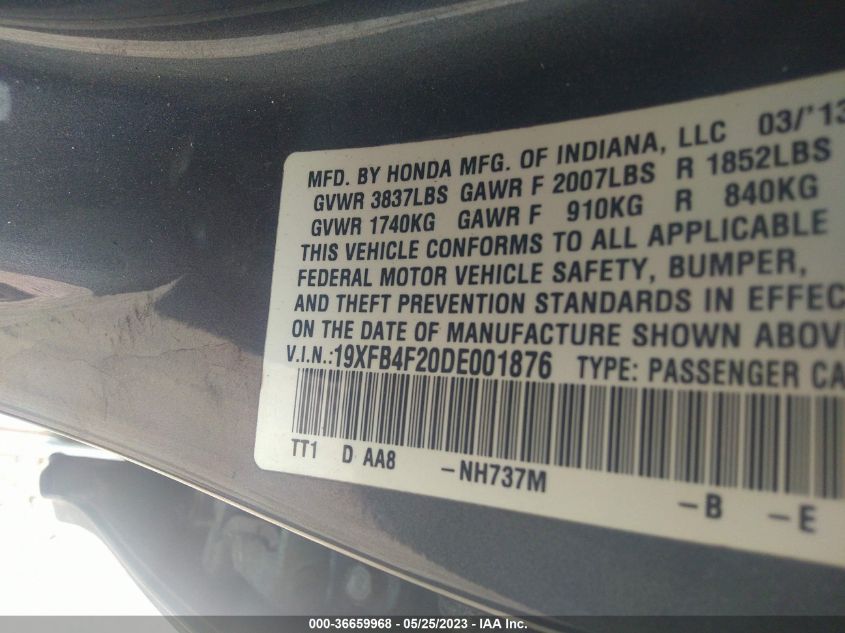 MFD. BY HONDA MFG. OF INDIANA, LLC 03/'13
GVWR 3837LBS GAWR F 2007LBS R 1852LBS
GVWR 1740KG GAWR F 910KG R 840KG
THIS VEHICLE CONFORMS TO ALL APPLICABLE
FEDERAL MOTOR VEHICLE SAFETY, BUMPER,
AND THEFT PREVENTION STANDARDS IN EFFEC
ON THE DATE OF MANUFACTURE SHOWN ABOV
V.I.N.:19XFB4F20DE001876 TYPE: PASSENGER CA
TT1 D AA8 -NH737M -B -E
000-36659968 - 05/25/2023 - IAA Inc.